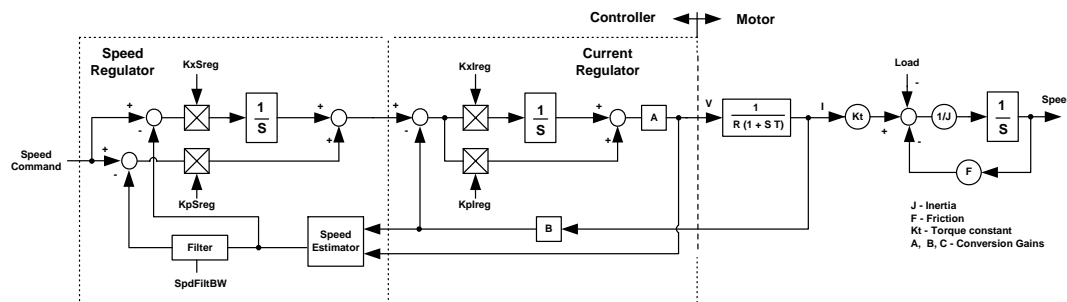 Controller
Motor
Speed
Regulator
Current
Regulator
KxSreg
KxIreg
Load
+
-
1
S
+
+
+
-
1
S
+
+
A
V
1
R (1 + S T)
I
Kt
-
+
-
1/J
1
S
Spee
Speed
Command
+
-
KpSreg
KpIreg
F
B
Speed
Estimator
Filter
SpdFiltBW
J - Inertia
F - Friction
Kt - Torque constant
A, B, C - Conversion Gains